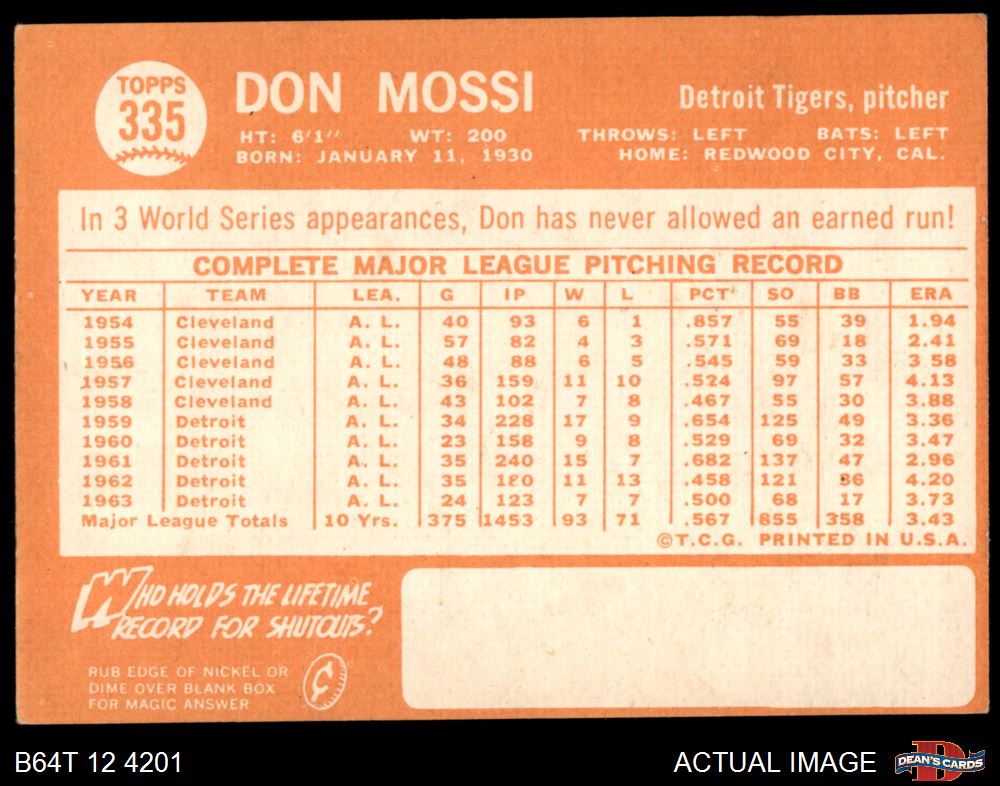 TOPPS
335
DON MOSSI
Detroit Tigers, pitcher
HT: 6'1" WT: 200 THROWS: LEFT BATS: LEFT
BORN: JANUARY 11, 1930 HOME: REDWOOD CITY, CAL.
In 3 World Series appearances, Don has never allowed an earned run!
COMPLETE MAJOR LEAGUE PITCHING RECORD
YEAR TEAM LEA. G IP W L PCT SO BB ERA
1954 Cleveland A. L. 40 93 6 1 .857 55 39 1.94
1955 Cleveland A. L. 57 82 4 3 .571 69 18 2.41
1956 Cleveland A. L. 48 88 6 5 .545 59 33 3.58
1957 Cleveland A. L. 36 159 11 10 .524 97 57 4.13
1958 Cleveland A. L. 43 102 7 8 .467 55 30 3.88
1959 Detroit A. L. 34 228 17 9 .654 125 49 3.36
1960 Detroit A. L. 23 158 9 8 .529 69 32 3.47
1961 Detroit A. L. 35 240 15 7 .682 137 47 2.96
1962 Detroit A. L. 35 180 11 13 .458 121 36 4.20
1963 Detroit A. L. 24 123 7 7 .500 68 17 3.73
Major League Totals 10 Yrs. 375 1453 93 71 .567 855 358 3.43
©T.C.G. PRINTED IN U.S.A.
WHO HOLDS THE LIFETIME
RECORD FOR SHUTOUTS?
RUB EDGE OF NICKEL OR
DIME OVER BLANK BOX
FOR MAGIC ANSWER
¢
B64T 12 4201 ACTUAL IMAGE
D
DEAN'S CARDS